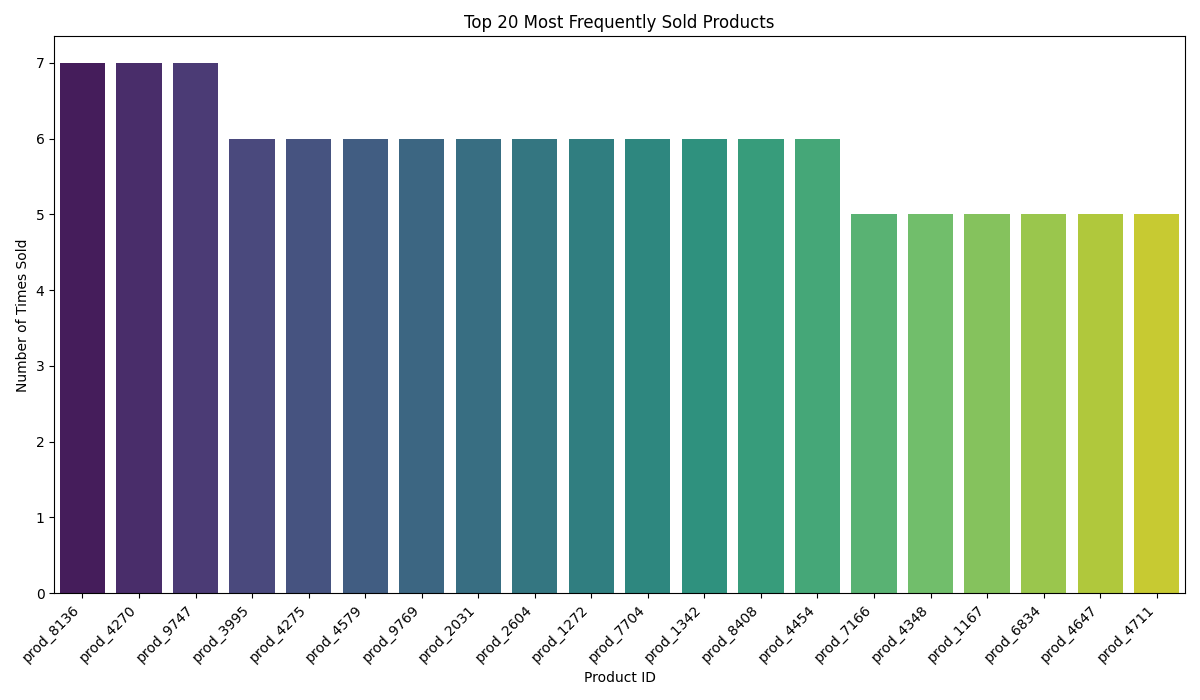 Top 20 Most Frequently Sold Products
Number of Times Sold
7
6
5
4
3
2
1
0
prod_8136
prod_4270
prod_9747
prod_3995
prod_4275
prod_4579
prod_9769
prod_2031
prod_2604
prod_1272
prod_7704
prod_1342
prod_8408
prod_4454
prod_7166
prod_4348
prod_1167
prod_6834
prod_4647
prod_4711
Product ID